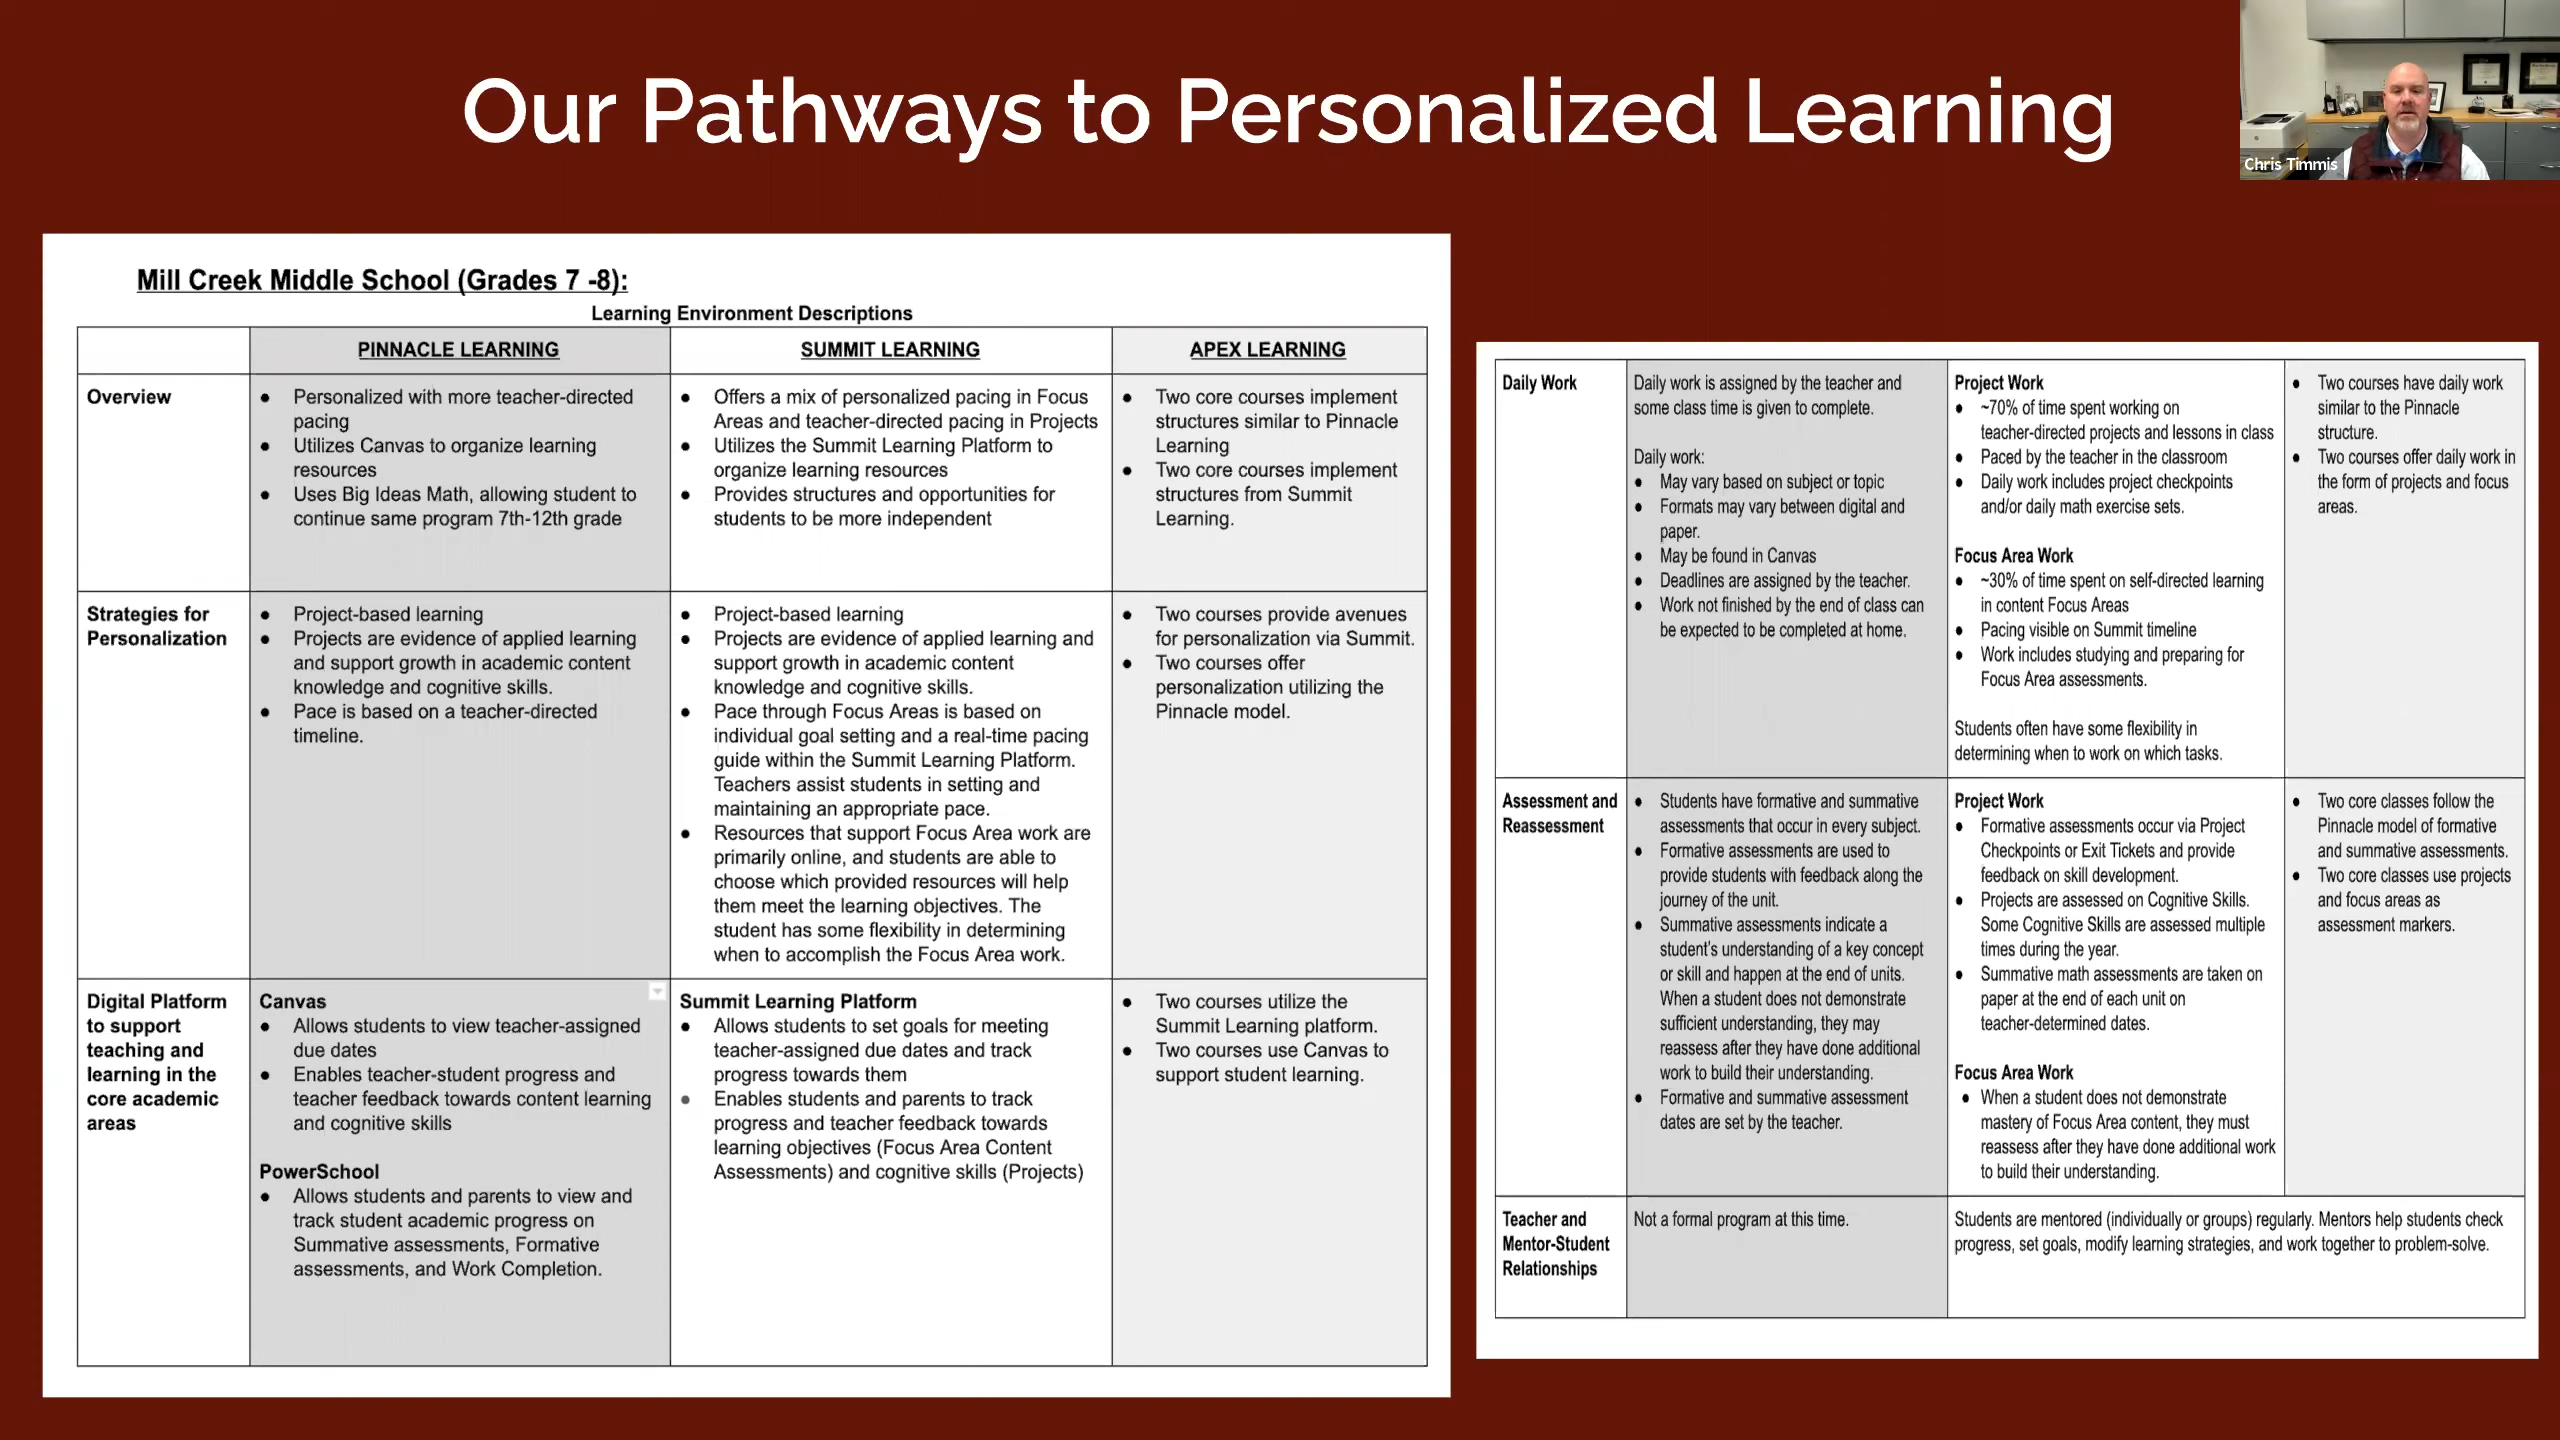 Our Pathways to Personalized Learning
Chris Timmis
Mill Creek Middle School (Grades 7 -8):
Learning Environment Descriptions
PINNACLE LEARNING
SUMMIT LEARNING
APEX LEARNING
Overview
● Personalized with more teacher-directed
pacing
● Utilizes Canvas to organize learning
resources
● Uses Big Ideas Math, allowing student to
continue same program 7th-12th grade
● Offers a mix of personalized pacing in Focus
Areas and teacher-directed pacing in Projects
● Utilizes the Summit Learning Platform to
organize learning resources
● Provides structures and opportunities for
students to be more independent
● Two core courses implement
structures similar to Pinnacle
Learning
● Two core courses implement
structures from Summit
Learning.
Strategies for
Personalization
● Project-based learning
● Projects are evidence of applied learning
and support growth in academic content
knowledge and cognitive skills.
● Pace is based on a teacher-directed
timeline.
● Project-based learning
● Projects are evidence of applied learning and
support growth in academic content
knowledge and cognitive skills.
● Pace through Focus Areas is based on
individual goal setting and a real-time pacing
guide within the Summit Learning Platform.
Teachers assist students in setting and
maintaining an appropriate pace.
● Resources that support Focus Area work are
primarily online, and students are able to
choose which provided resources will help
them meet the learning objectives. The
student has some flexibility in determining
when to accomplish the Focus Area work.
● Two courses provide avenues
for personalization via Summit.
● Two courses offer
personalization utilizing the
Pinnacle model.
Digital Platform
to support
teaching and
learning in the
core academic
areas
Canvas
● Allows students to view teacher-assigned
due dates
● Enables teacher-student progress and
teacher feedback towards content learning
and cognitive skills
PowerSchool
● Allows students and parents to view and
track student academic progress on
Summative assessments, Formative
assessments, and Work Completion.
Summit Learning Platform
● Allows students to set goals for meeting
teacher-assigned due dates and track
progress towards them
● Enables students and parents to track
progress and teacher feedback towards
learning objectives (Focus Area Content
Assessments) and cognitive skills (Projects)
● Two courses utilize the
Summit Learning platform.
● Two courses use Canvas to
support student learning.
Daily Work
Daily work is assigned by the teacher and
some class time is given to complete.
Daily work:
● May vary based on subject or topic
● Formats may vary between digital and
paper.
● May be found in Canvas
● Deadlines are assigned by the teacher.
● Work not finished by the end of class can
be expected to be completed at home.
Project Work
● ~70% of time spent working on
teacher-directed projects and lessons in class
● Paced by the teacher in the classroom
● Daily work includes project checkpoints
and/or daily math exercise sets.
Focus Area Work
● ~30% of time spent on self-directed learning
in content Focus Areas
● Pacing visible on Summit timeline
● Work includes studying and preparing for
Focus Area assessments.
Students often have some flexibility in
determining when to work on which tasks.
● Two courses have daily work
similar to the Pinnacle
structure.
● Two courses offer daily work in
the form of projects and focus
areas.
Assessment and
Reassessment
● Students have formative and summative
assessments that occur in every subject.
● Formative assessments are used to
provide students with feedback along the
journey of the unit.
● Summative assessments indicate a
student's understanding of a key concept
or skill and happen at the end of units.
When a student does not demonstrate
sufficient understanding, they may
reassess after they have done additional
work to build their understanding.
● Formative and summative assessment
dates are set by the teacher.
Project Work
● Formative assessments occur via Project
Checkpoints or Exit Tickets and provide
feedback on skill development.
● Projects are assessed on Cognitive Skills.
Some Cognitive Skills are assessed multiple
times during the year.
● Summative math assessments are taken on
paper at the end of each unit on
teacher-determined dates.
Focus Area Work
● When a student does not demonstrate
mastery of Focus Area content, they must
reassess after they have done additional work
to build their understanding.
● Two core classes follow the
Pinnacle model of formative
and summative assessments.
● Two core classes use projects
and focus areas as
assessment markers.
Teacher and
Mentor-Student
Relationships
Not a formal program at this time.
Students are mentored (individually or groups) regularly. Mentors help students check
progress, set goals, modify learning strategies, and work together to problem-solve.